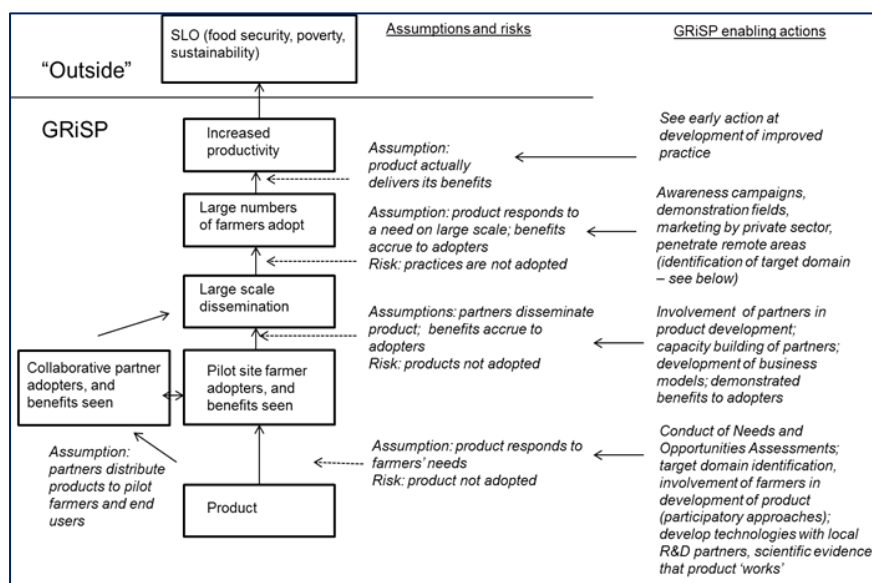 SLO (food security, poverty,
sustainability)
Assumptions and risks
GRiSP enabling actions
“Outside”
GRiSP
Increased
productivity
Assumption:
product actually
delivers its benefits
See early action at
development of improved
practice
Large numbers
of farmers adopt
Assumption: product responds to
a need on large scale; benefits
accrue to adopters
Risk: practices are not adopted
Awareness campaigns,
demonstration fields,
marketing by private sector,
penetrate remote areas
(identification of target domain
– see below)
Large scale
dissemination
Assumptions: partners disseminate
product; benefits accrue to
adopters
Risk: products not adopted
Involvement of partners in
product development;
capacity building of partners;
development of business
models; demonstrated
benefits to adopters
Collaborative partner
adopters, and
benefits seen
Pilot site farmer
adopters, and
benefits seen
Assumption:
partners distribute
products to pilot
farmers and end
users
Assumption: product responds to
farmers’ needs
Risk: product not adopted
Conduct of Needs and
Opportunities Assessments;
target domain identification,
involvement of farmers in
development of product
(participatory approaches);
develop technologies with local
R&D partners, scientific evidence
that product ‘works’
Product